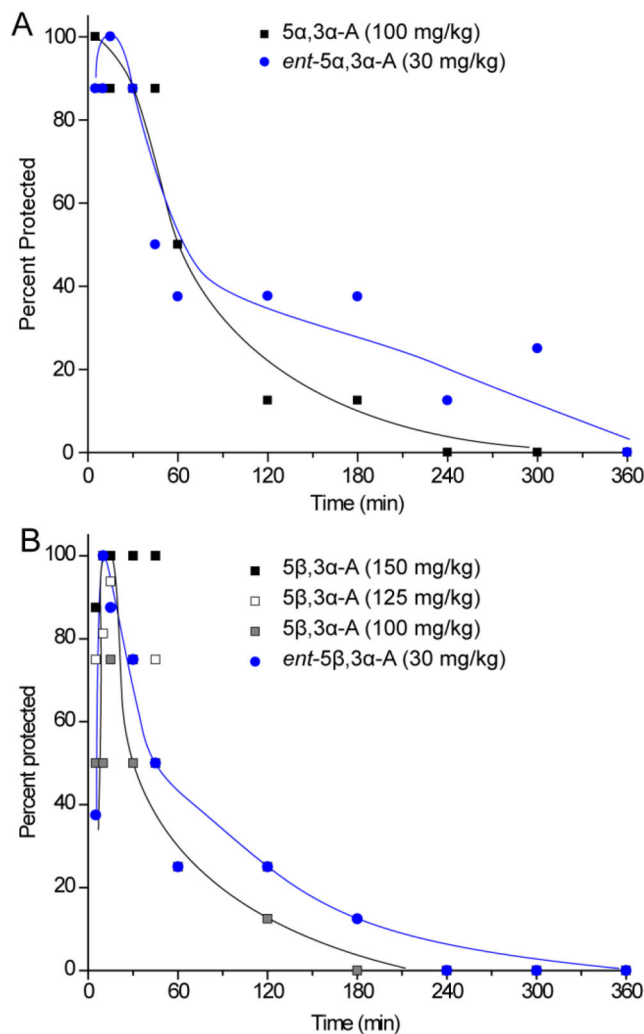 A
5α,3α-A (100 mg/kg)
ent-5α,3α-A (30 mg/kg)
Percent Protected
100
80
60
40
20
0
0 60 120 180 240 300 360
Time (min)
B
5β,3α-A (150 mg/kg)
5β,3α-A (125 mg/kg)
5β,3α-A (100 mg/kg)
ent-5β,3α-A (30 mg/kg)
Percent protected
100
80
60
40
20
0
0 60 120 180 240 300 360
Time (min)